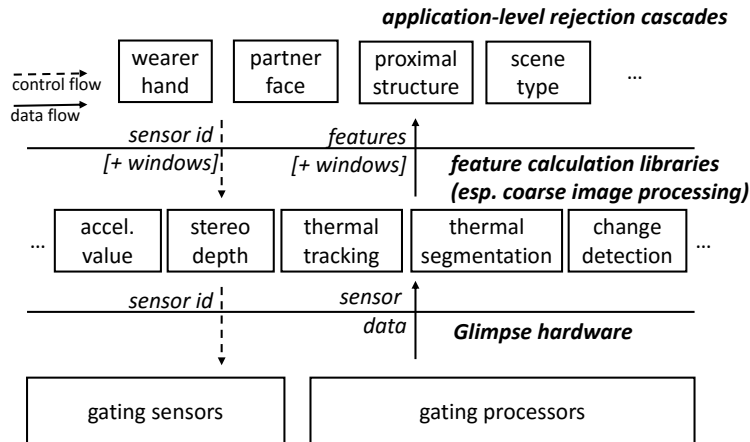 application-level rejection cascades
control flow
data flow
wearer
hand
partner
face
proximal
structure
scene
type
...
sensor id
[+ windows]
features
[+ windows]
feature calculation libraries
(esp. coarse image processing)
...
accel.
value
stereo
depth
thermal
tracking
thermal
segmentation
change
detection
...
sensor id
sensor
data
Glimpse hardware
gating sensors
gating processors